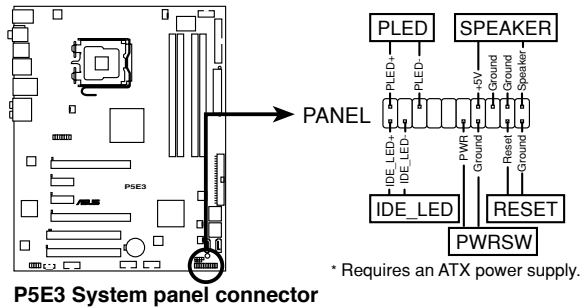 PLED SPEAKER
PLED+
PLED-
+5V
Ground
Ground
Speaker
PANEL
P5E3
ASUS
IDE_LED+
IDE_LED-
PWR
Ground
Reset
Ground
IDE_LED RESET
PWRSW
* Requires an ATX power supply.
P5E3 System panel connector